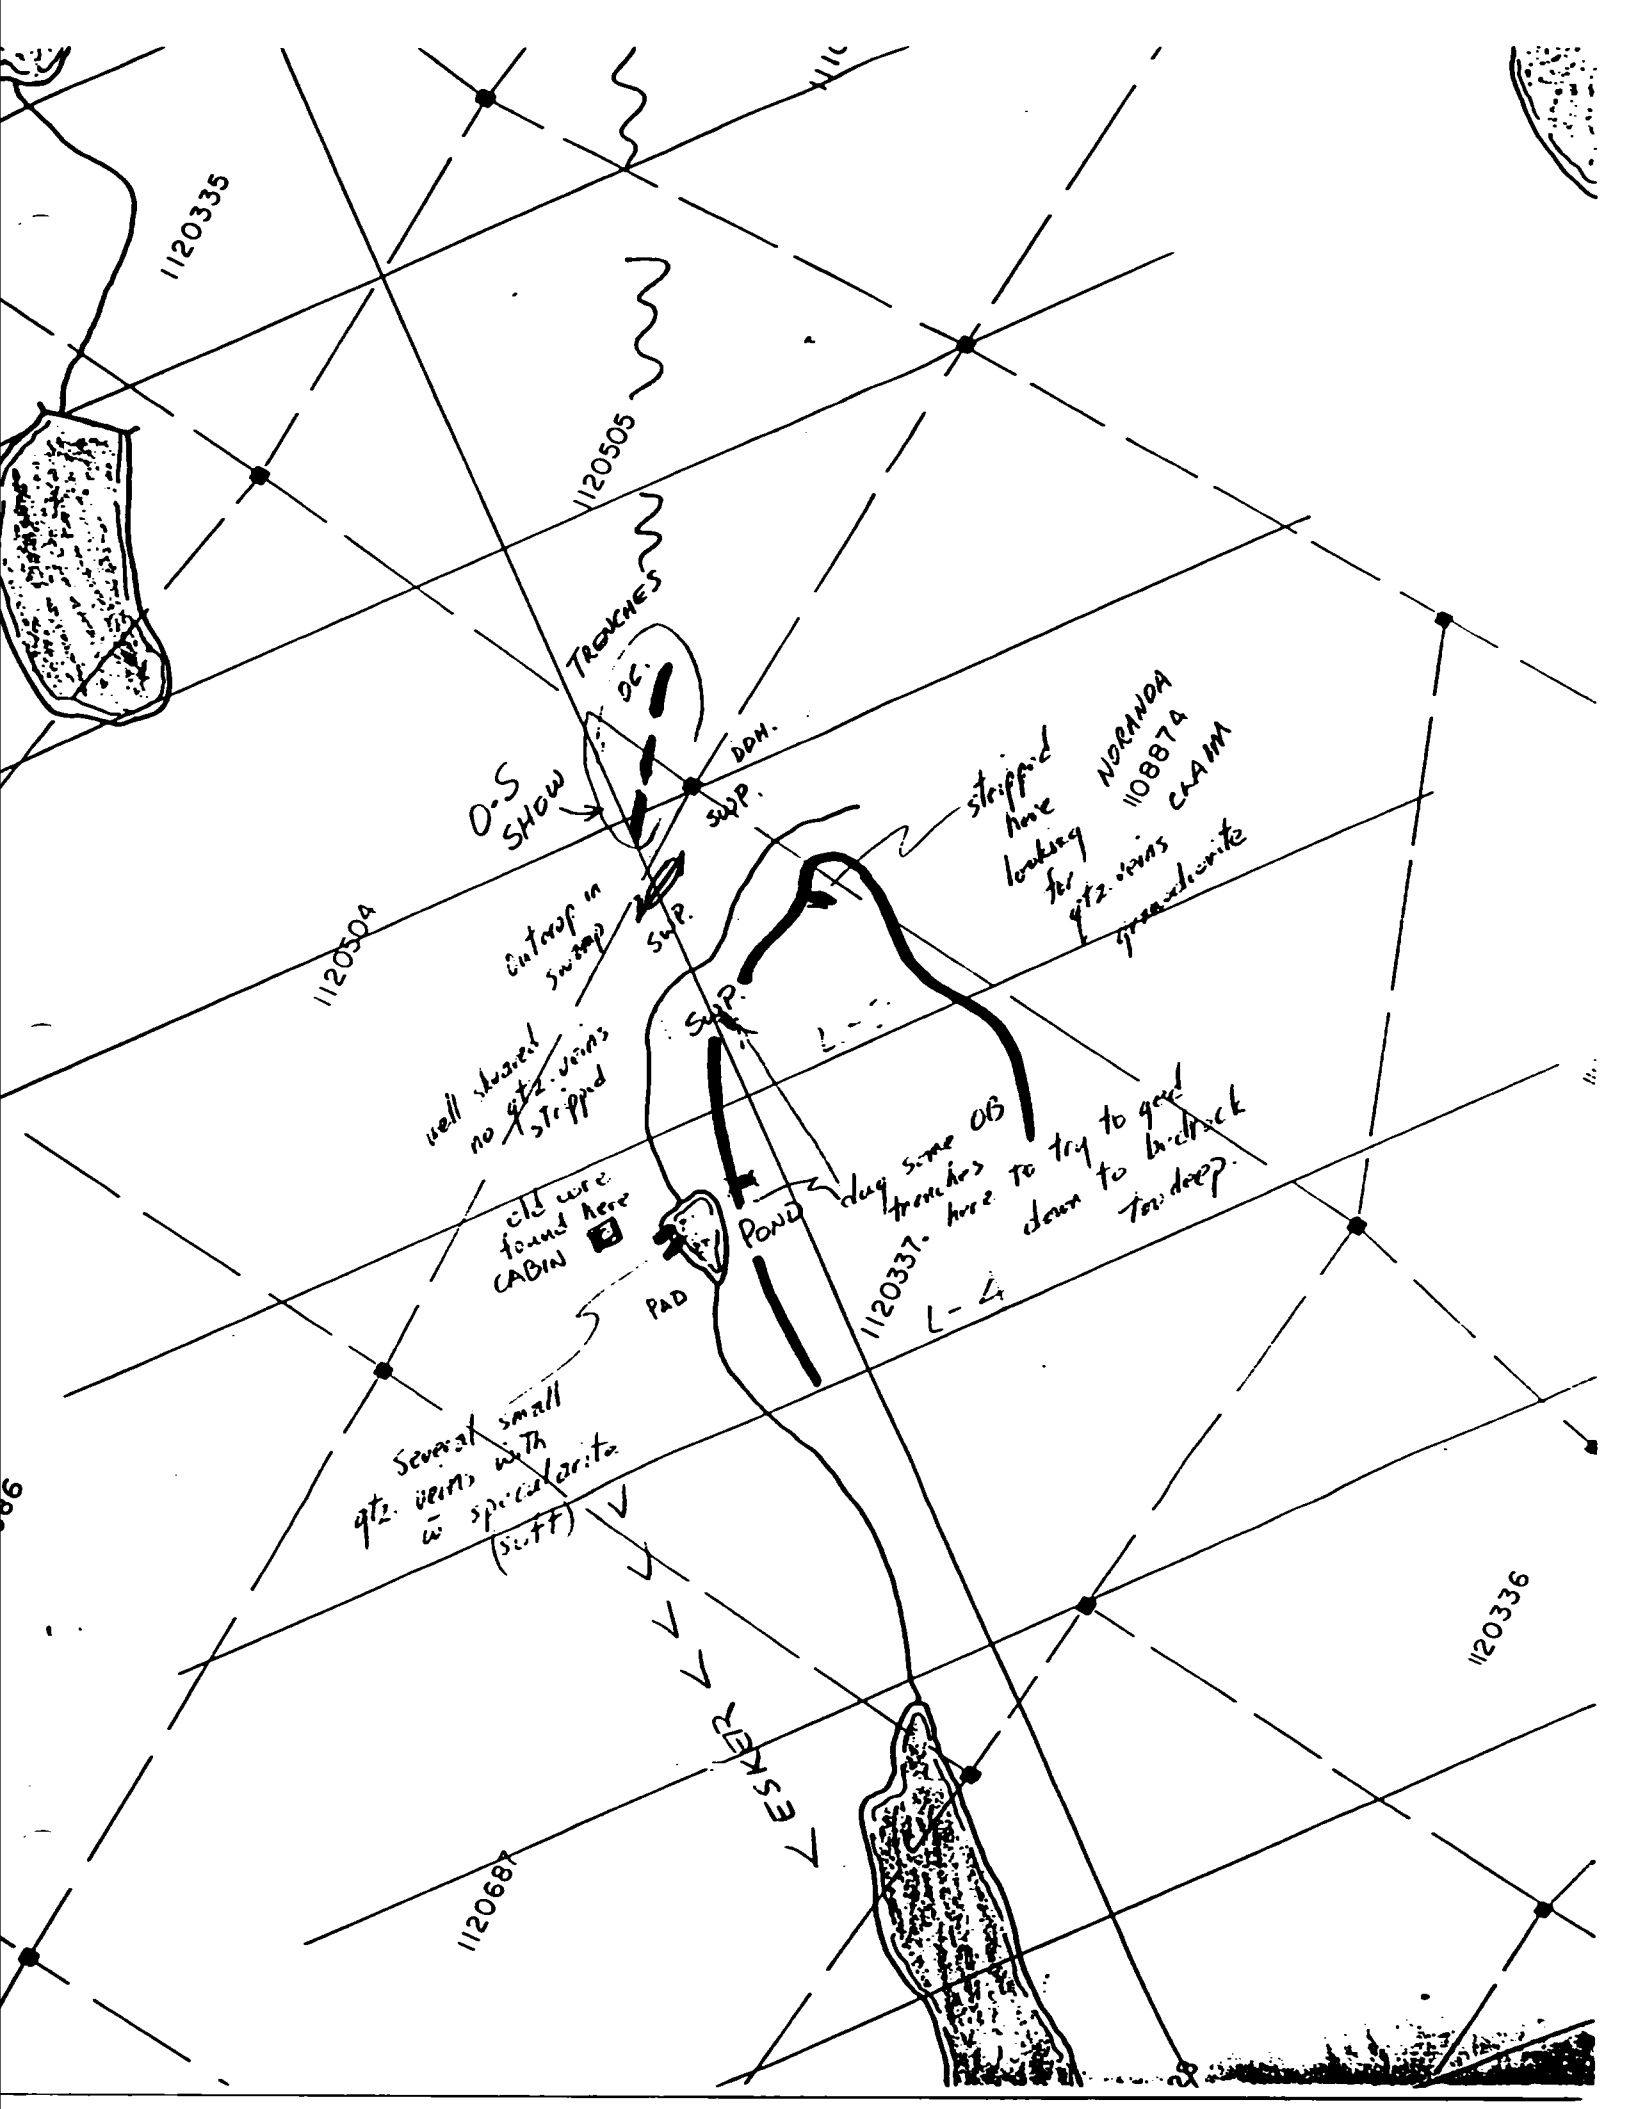 1120335
1120505
TRENCHES
OC.
DDH.
SWP.
O-S
SHOW
stripped
here
looking
for
qtz. veins
granodiorite
NORANDA
1108874
CLAIM
Outcrop in
swamp
SWP.
1120504
SWP.
well sheared
no qtz. veins
stripped
L-
old core
found here
CABIN
POND
PAD
dug some OB
trenches
here to try to get
down to bedrock
Too deep.
1120337
L-4
Several small
qtz. veins with
w specularite
ESKER
1120336
1120687